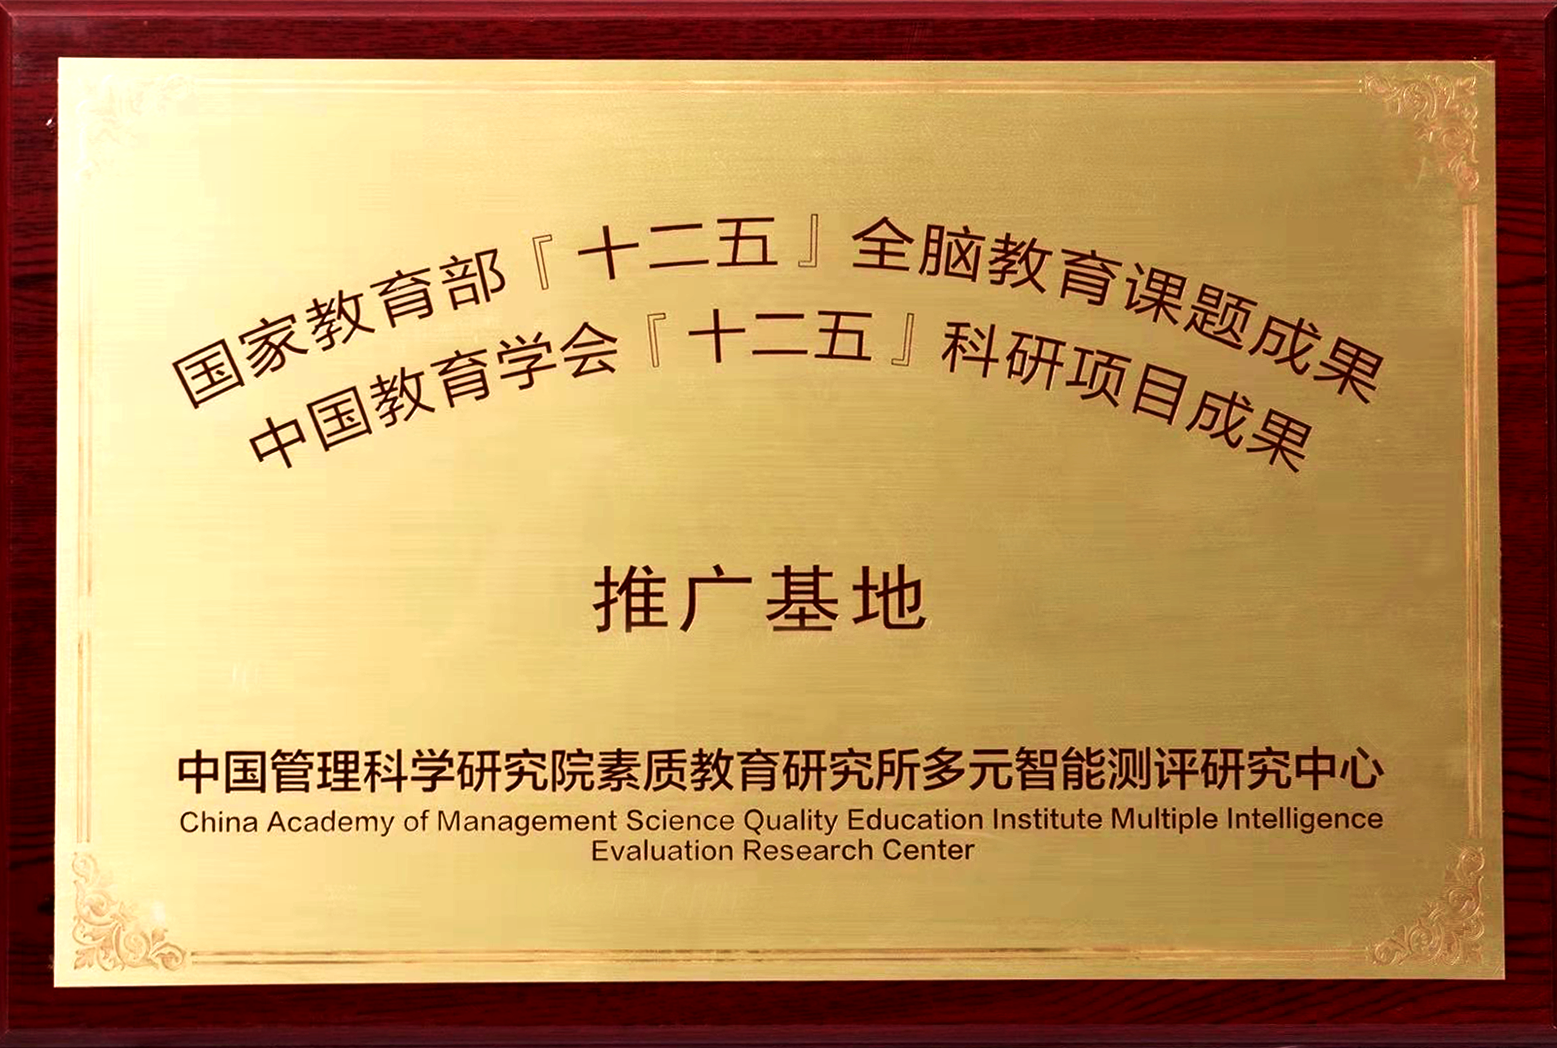 国家教育部『十二五』全脑教育课题成果
中国教育学会『十二五』科研项目成果
推广基地
中国管理科学研究院素质教育研究所多元智能测评研究中心
China Academy of Management Science Quality Education Institute Multiple Intelligence
Evaluation Research Center